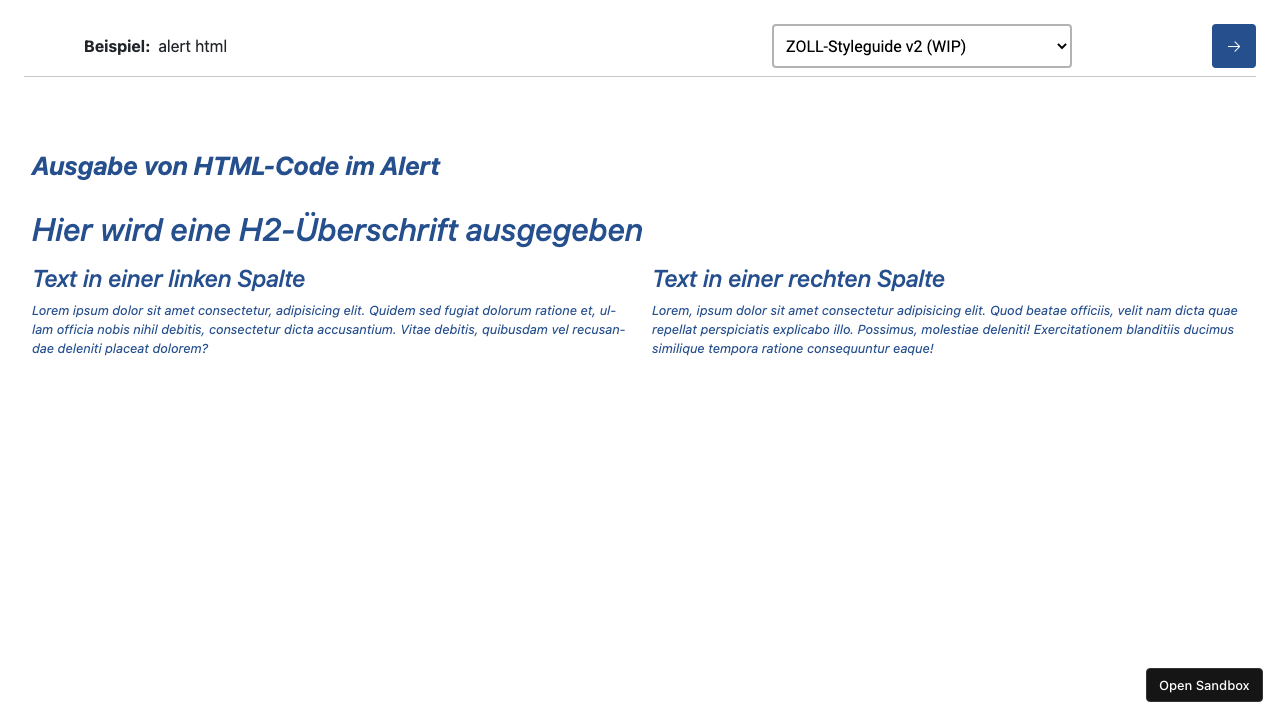 Beispiel: alert html
ZOLL-Styleguide v2 (WIP)
Ausgabe von HTML-Code im Alert
Hier wird eine H2-Überschrift ausgegeben
Text in einer linken Spalte
Lorem ipsum dolor sit amet consectetur, adipisicing elit. Quidem sed fugiat dolorum ratione et, ul-
lam officia nobis nihil debitis, consectetur dicta accusantium. Vitae debitis, quibusdam vel recusan-
dae deleniti placeat dolorem?
Text in einer rechten Spalte
Lorem, ipsum dolor sit amet consectetur adipisicing elit. Quod beatae officiis, velit nam dicta quae
repellat perspiciatis explicabo illo. Possimus, molestiae deleniti! Exercitationem blanditiis ducimus
similique tempora ratione consequuntur eaque!
Open Sandbox